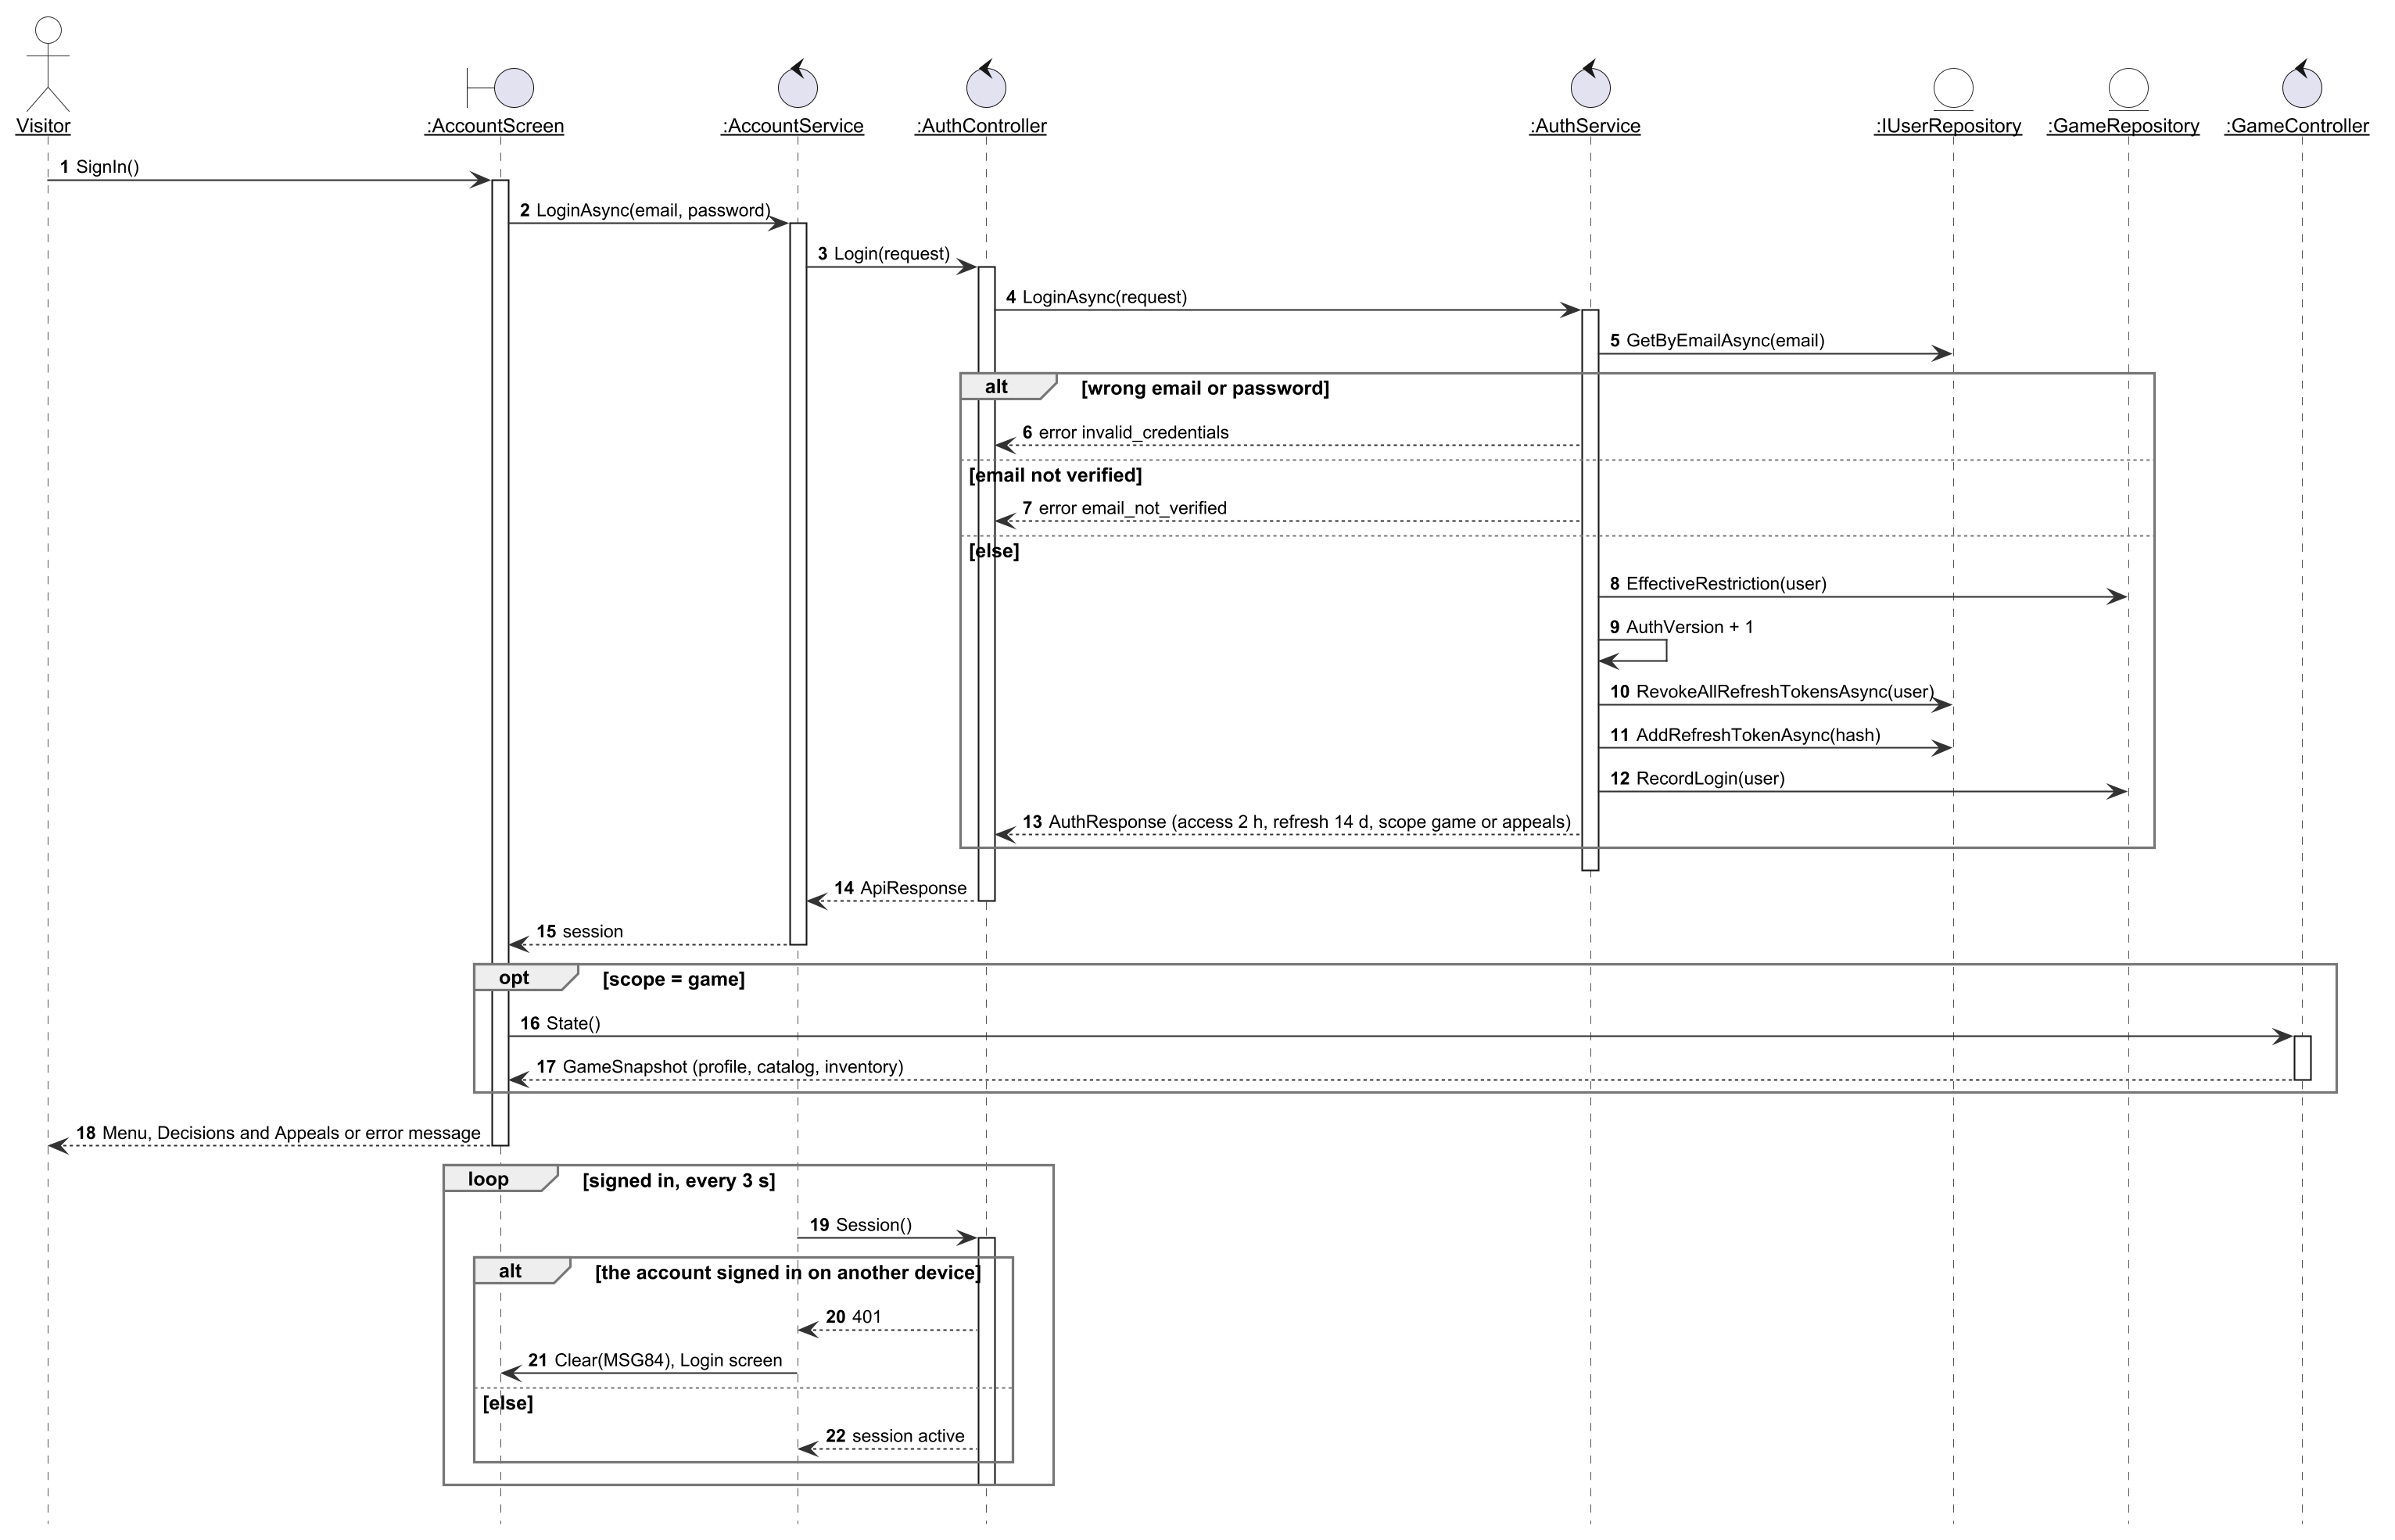 Visitor
:AccountScreen
:AccountService
:AuthController
:AuthService
:IUserRepository
:GameRepository
:GameController
1 SignIn()
2 LoginAsync(email, password)
3 Login(request)
4 LoginAsync(request)
5 GetByEmailAsync(email)
alt [wrong email or password]
6 error invalid_credentials
[email not verified]
7 error email_not_verified
[else]
8 EffectiveRestriction(user)
9 AuthVersion + 1
10 RevokeAllRefreshTokensAsync(user)
11 AddRefreshTokenAsync(hash)
12 RecordLogin(user)
13 AuthResponse (access 2 h, refresh 14 d, scope game or appeals)
14 ApiResponse
15 session
opt [scope = game]
16 State()
17 GameSnapshot (profile, catalog, inventory)
18 Menu, Decisions and Appeals or error message
loop [signed in, every 3 s]
19 Session()
alt [the account signed in on another device]
20 401
21 Clear(MSG84), Login screen
[else]
22 session active